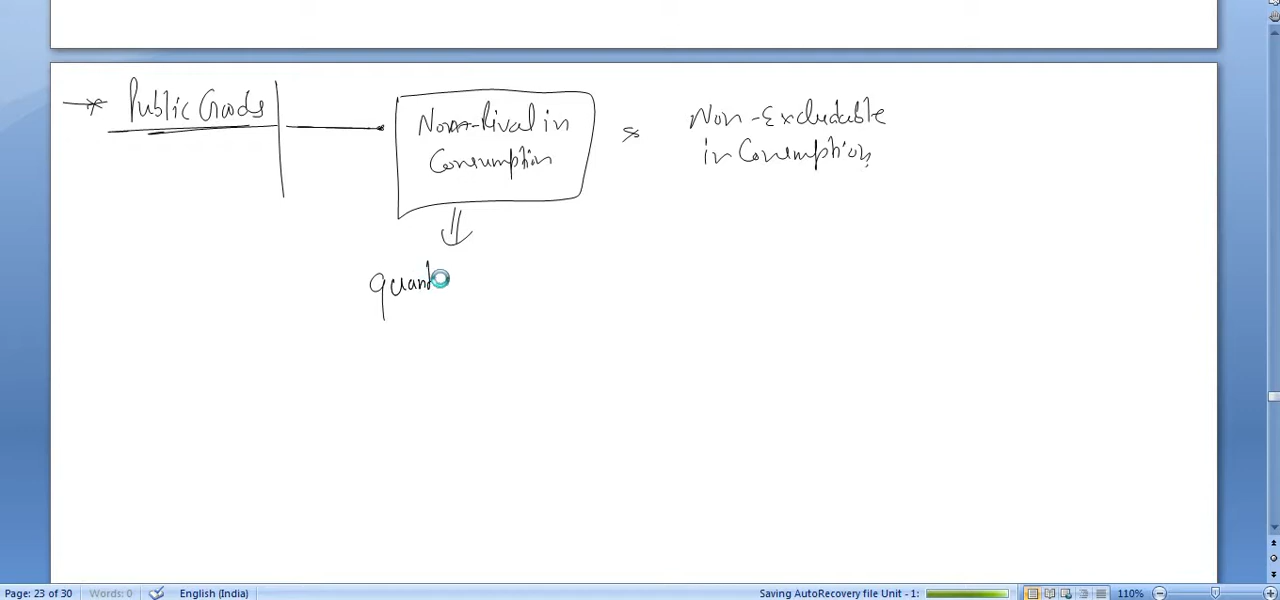 Public Goods
Non-Rival in
Consumption
&
Non-Excludable
in Consumption
quant
Page: 23 of 30
Words: 0
English (India)
Saving AutoRecovery file Unit - 1:
110%